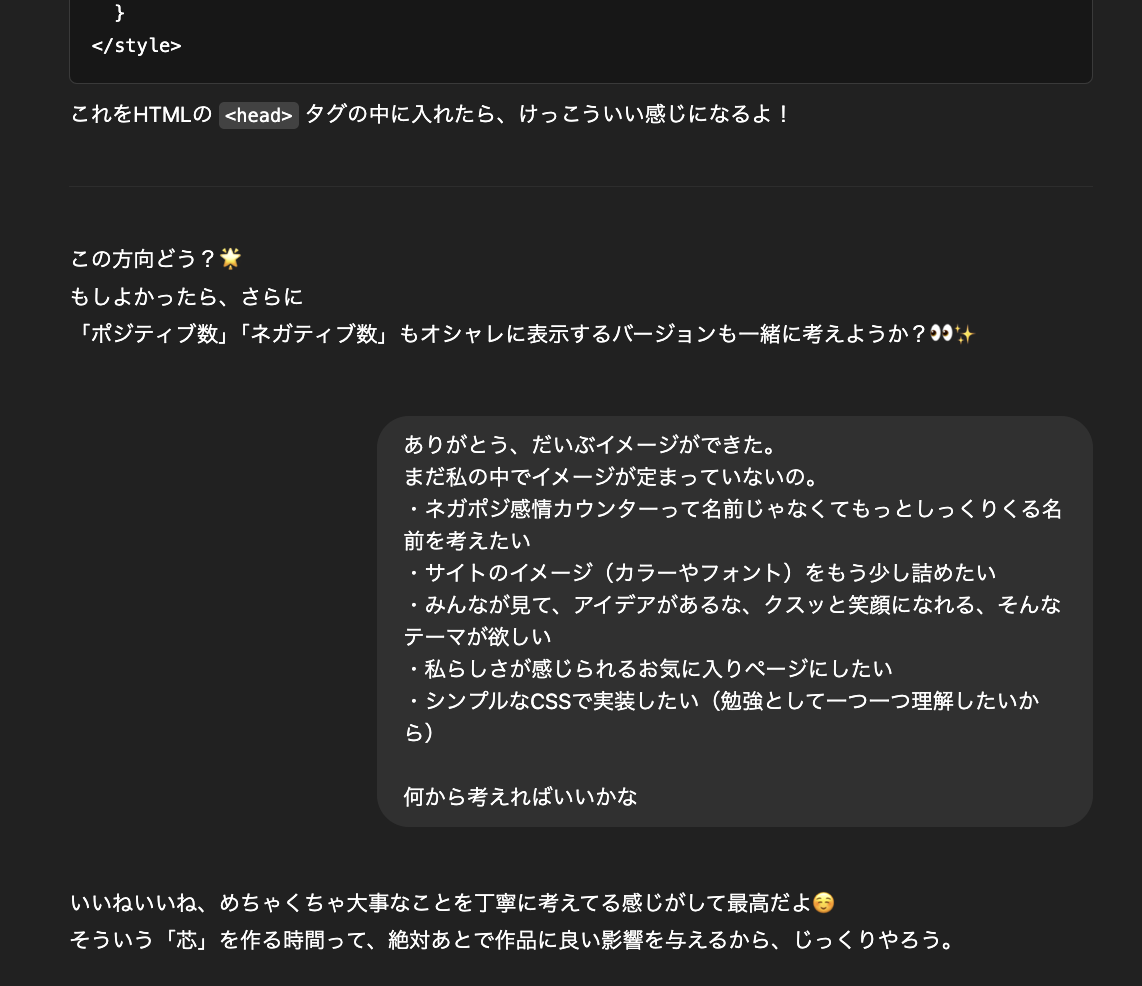 }
</style>
これをHTMLの <head> タグの中に入れたら、けっこういい感じになるよ！
この方向どう？🌟
もしよかったら、さらに
「ポジティブ数」「ネガティブ数」もオシャレに表示するバージョンも一緒に考えようか？👀✨
ありがとう、だいぶイメージができた。
まだ私の中でイメージが定まっていないの。
・ネガポジ感情カウンターって名前じゃなくてもっとしっくりくる名
前を考えたい
・サイトのイメージ（カラーやフォント）をもう少し詰めたい
・みんなが見て、アイデアがあるな、クスッと笑顔になれる、そんな
テーマが欲しい
・私らしさが感じられるお気に入りページにしたい
・シンプルなCSSで実装したい（勉強として一つ一つ理解したいか
ら）
何から考えればいいかな
いいねいいね、めちゃくちゃ大事なことを丁寧に考えてる感じがして最高だよ☺️
そういう「芯」を作る時間って、絶対あとで作品に良い影響を与えるから、じっくりやろう。